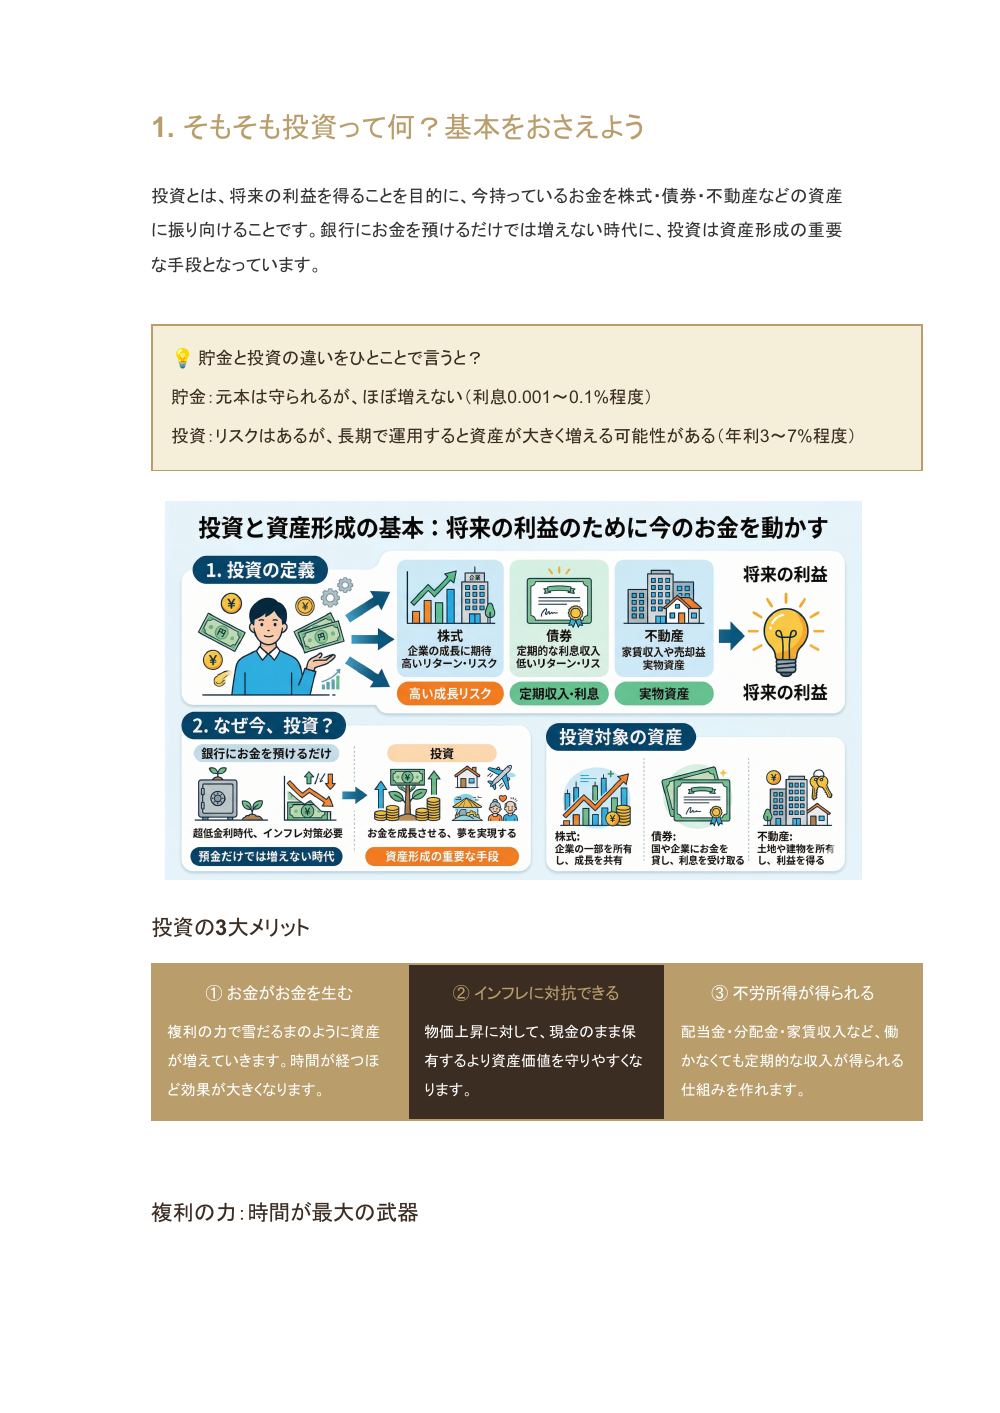 1. そもそも投資って何？基本をおさえよう
投資とは、将来の利益を得ることを目的に、今持っているお金を株式・債券・不動産などの資産
に振り向けることです。銀行にお金を預けるだけでは増えない時代に、投資は資産形成の重要
な手段となっています。
💡 貯金と投資の違いをひとことで言うと？
貯金：元本は守られるが、ほぼ増えない（利息0.001～0.1%程度）
投資：リスクはあるが、長期で運用すると資産が大きく増える可能性がある（年利3～7%程度）
投資と資産形成の基本：将来の利益のために今のお金を動かす
1. 投資の定義
企業
株式
企業の成長に期待
高いリターン・リスク
高い成長リスク
債券
定期的な利息収入
低いリターン・リス
定期収入・利息
不動産
家賃収入や売却益
実物資産
実物資産
将来の利益
将来の利益
2. なぜ今、投資？
銀行にお金を預けるだけ
超低金利時代、インフレ対策必要
預金だけでは増えない時代
投資
お金を成長させる、夢を実現する
資産形成の重要な手段
投資対象の資産
株式:
企業の一部を所有
し、成長を共有
債券:
国や企業にお金を
貸し、利息を受け取る
不動産:
土地や建物を所有
し、利益を得る
投資の3大メリット
① お金がお金を生む
複利の力で雪だるまのように資産
が増えていきます。時間が経つほ
ど効果が大きくなります。
② インフレに対抗できる
物価上昇に対して、現金のまま保
有するより資産価値を守りやすくな
ります。
③ 不労所得が得られる
配当金・分配金・家賃収入など、働
かなくても定期的な収入が得られる
仕組みを作れます。
複利の力：時間が最大の武器